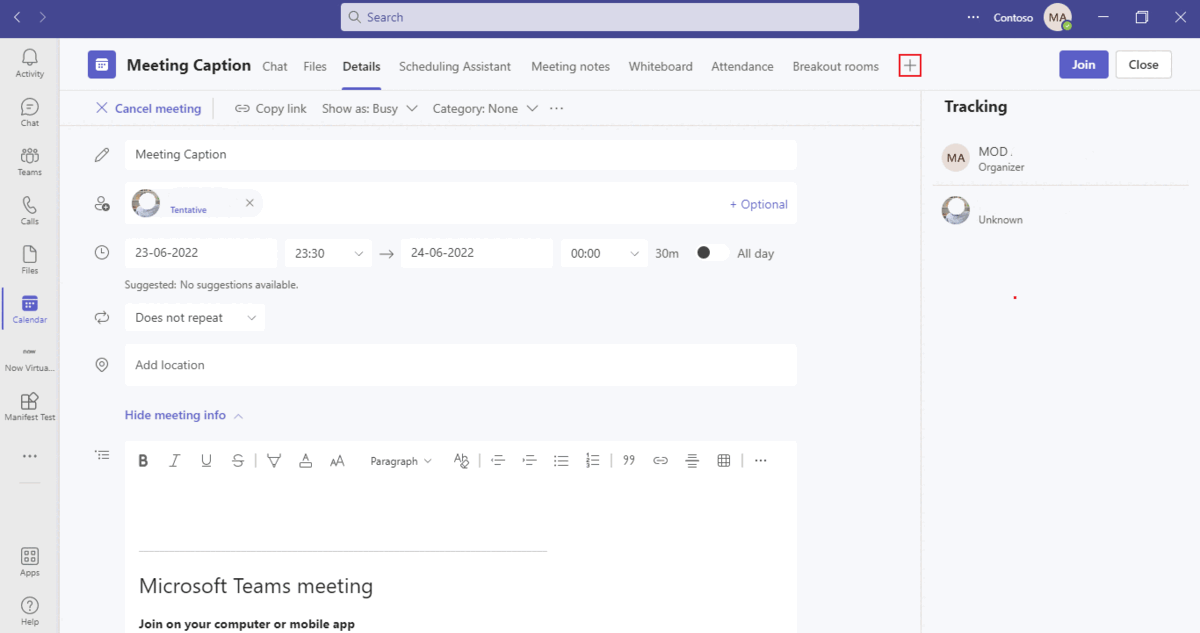 Search
Contoso
MA
Activity
Chat
Teams
Calls
Files
Calendar
Now Virtua...
Manifest Test
Apps
Help
Meeting Caption
Chat
Files
Details
Scheduling Assistant
Meeting notes
Whiteboard
Attendance
Breakout rooms
Join
Close
Cancel meeting
Copy link
Show as: Busy
Category: None
Meeting Caption
Tentative
+ Optional
23-06-2022
23:30
24-06-2022
00:00
30m
All day
Suggested: No suggestions available.
Does not repeat
Add location
Hide meeting info
Paragraph
Microsoft Teams meeting
Join on your computer or mobile app
Tracking
MA
MOD .
Organizer
Unknown